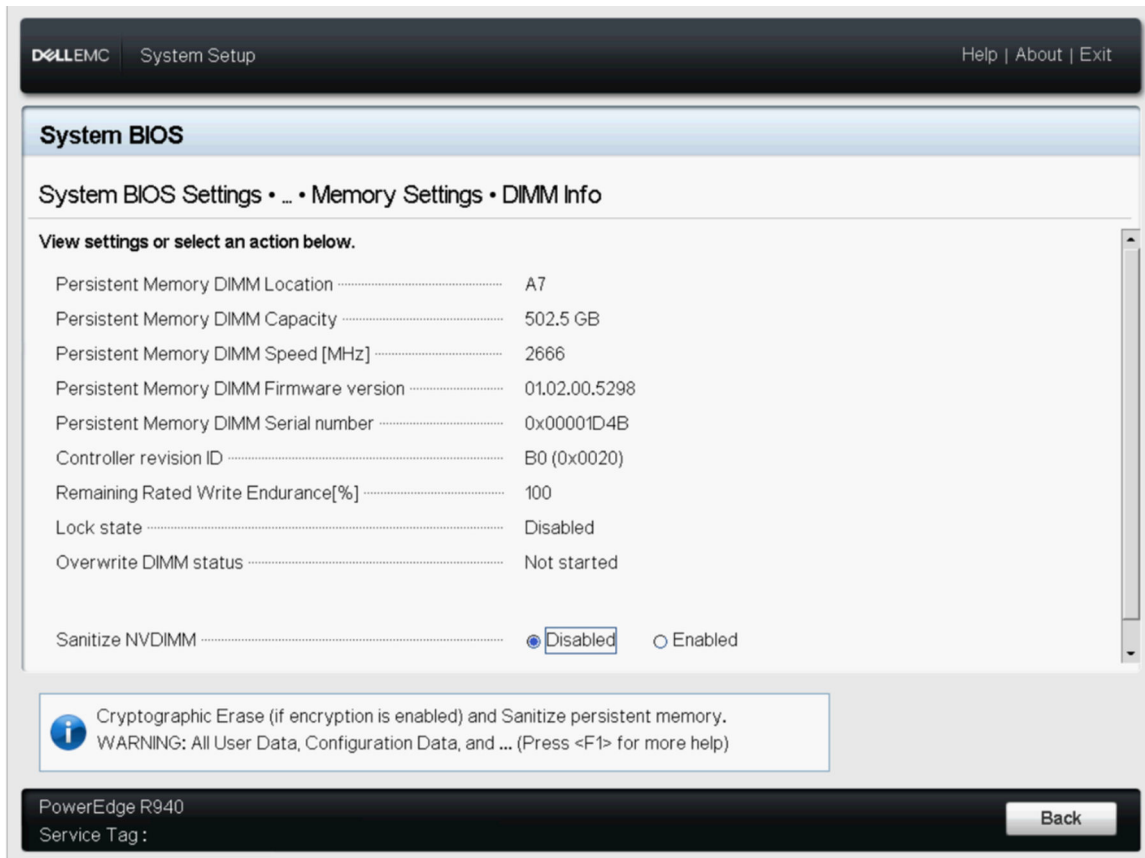 DELLEMC System Setup Help | About | Exit
System BIOS
System BIOS Settings • ... • Memory Settings • DIMM Info
View settings or select an action below.
Persistent Memory DIMM Location A7
Persistent Memory DIMM Capacity 502.5 GB
Persistent Memory DIMM Speed [MHz] 2666
Persistent Memory DIMM Firmware version 01.02.00.5298
Persistent Memory DIMM Serial number 0x00001D4B
Controller revision ID B0 (0x0020)
Remaining Rated Write Endurance[%] 100
Lock state Disabled
Overwrite DIMM status Not started
Sanitize NVDIMM Disabled Enabled
Cryptographic Erase (if encryption is enabled) and Sanitize persistent memory.
WARNING: All User Data, Configuration Data, and ... (Press <F1> for more help)
PowerEdge R940
Service Tag :
Back